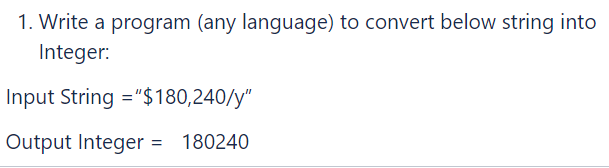 1. Write a program (any language) to convert below string into
Integer:
Input String =“$180,240/y”
Output Integer = 180240